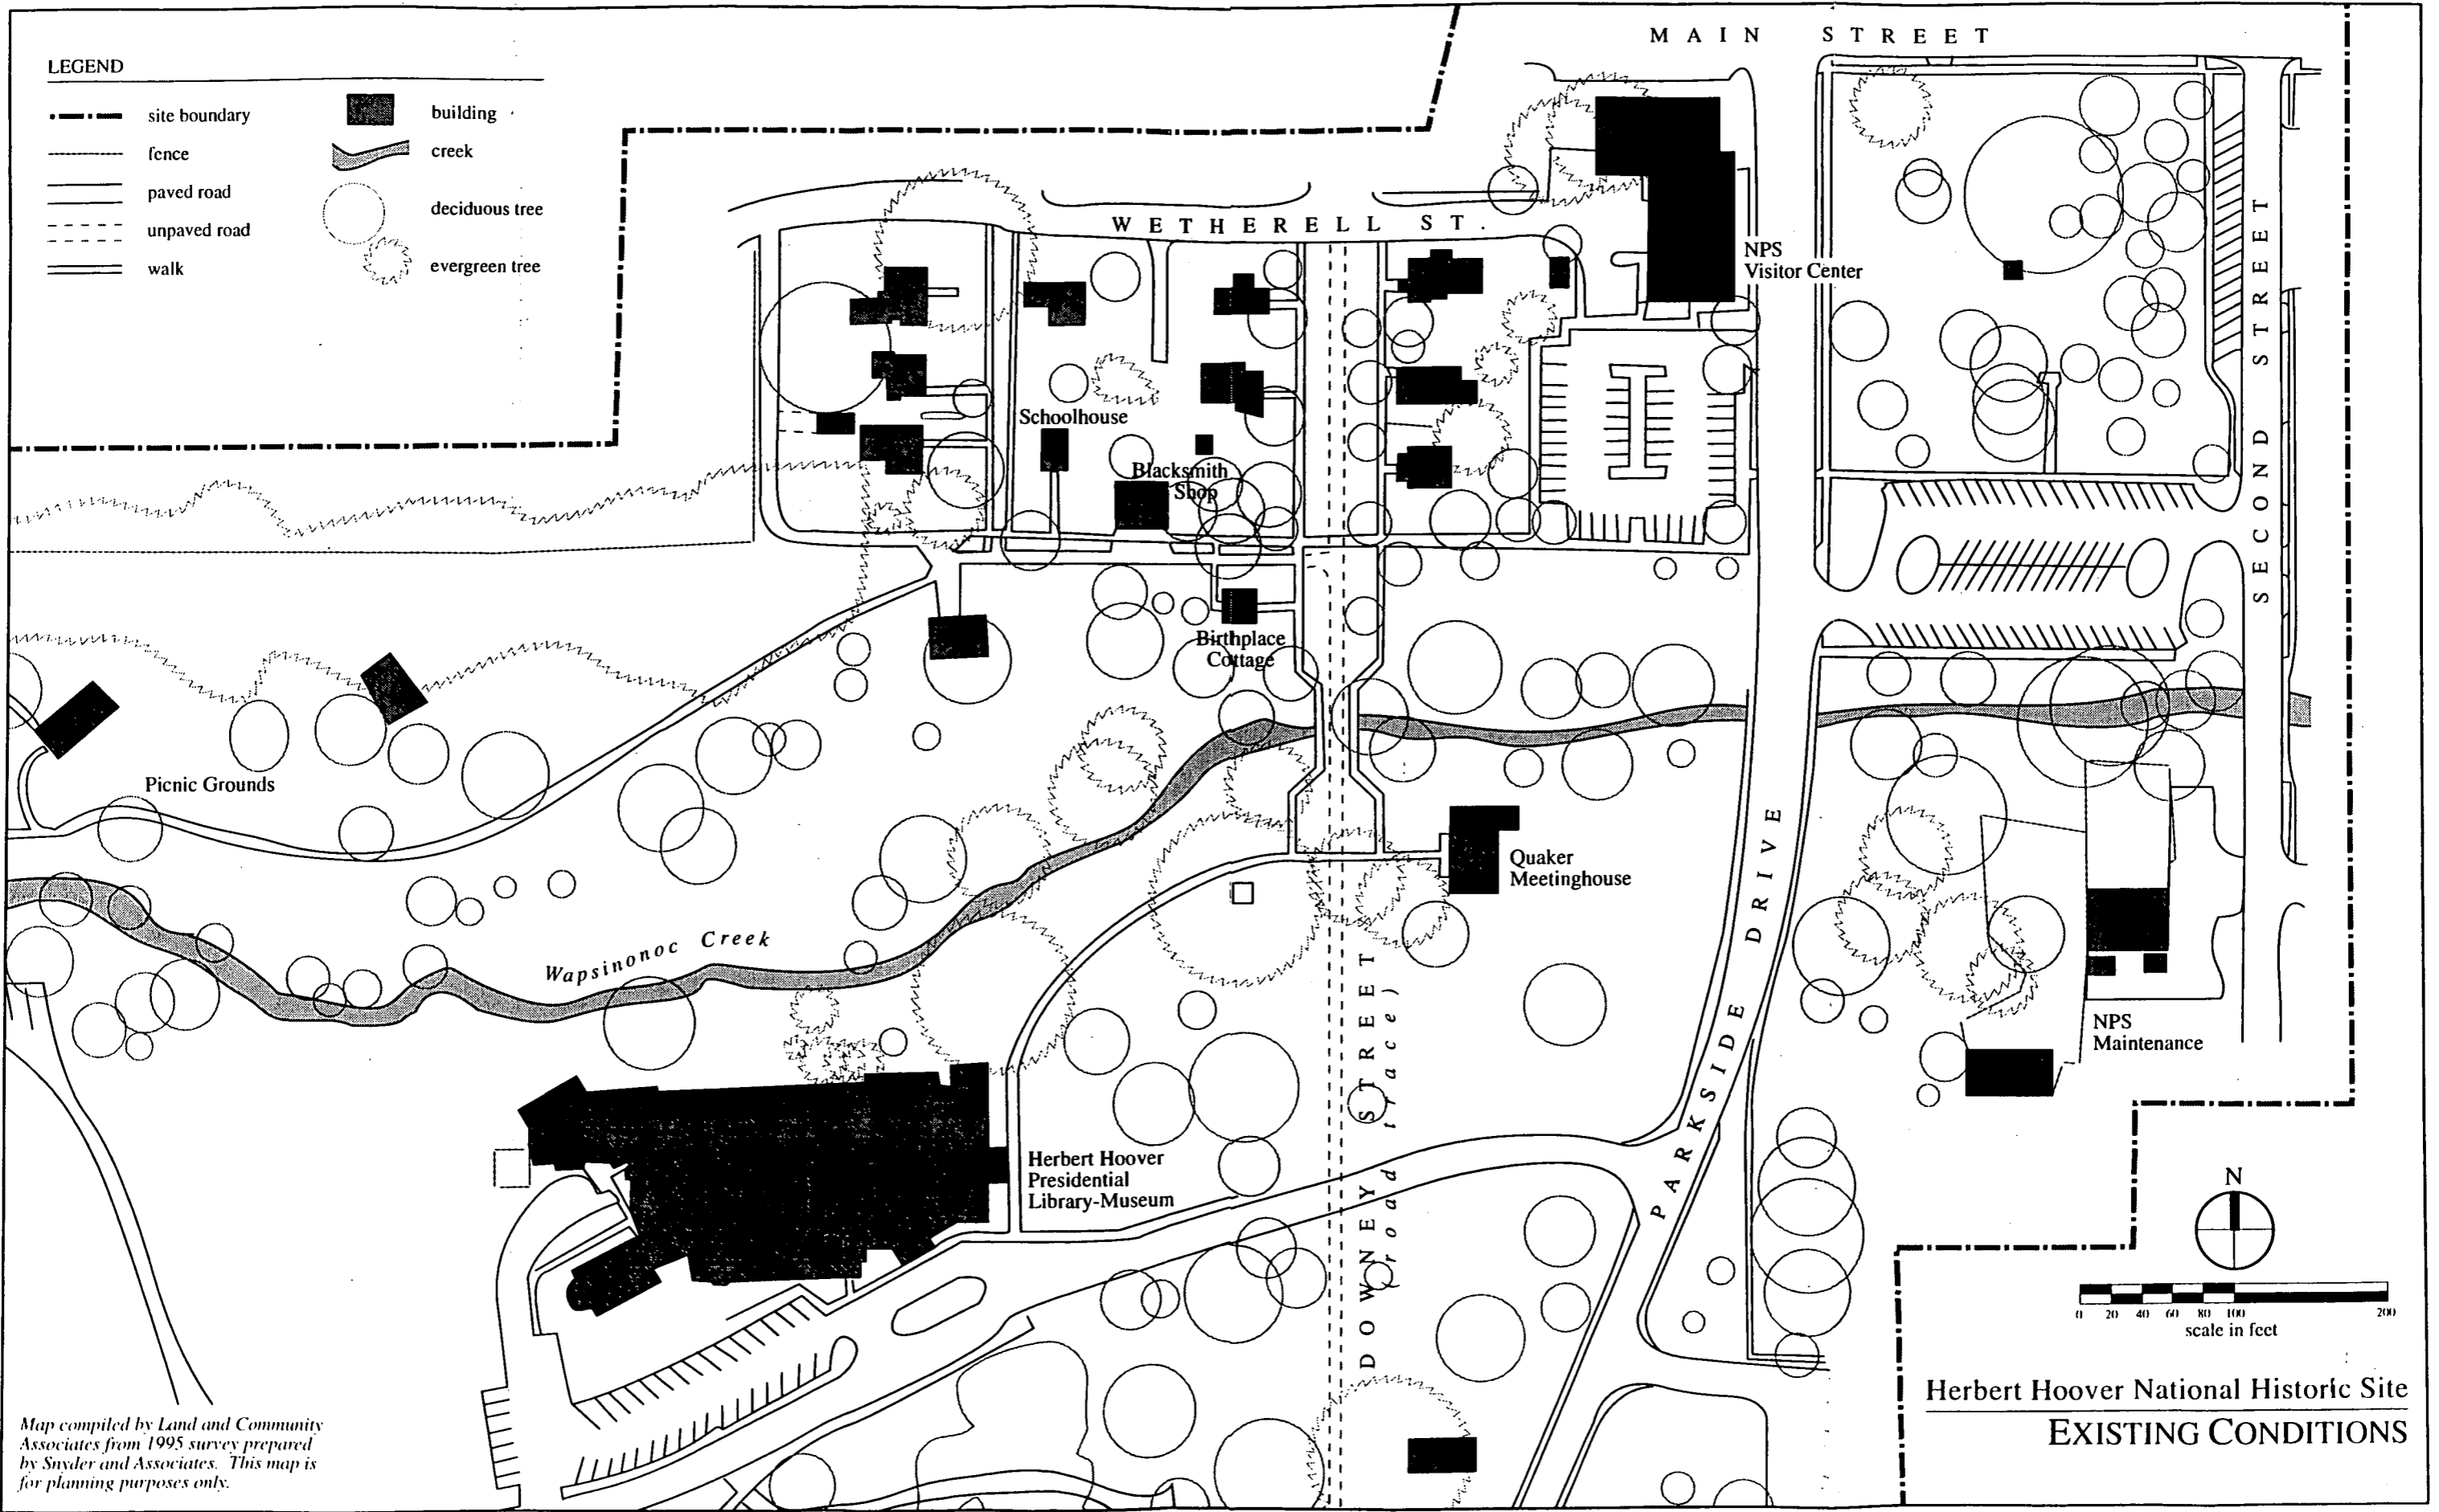 MAIN STREET
LEGEND
site boundary
fence
paved road
unpaved road
walk
building
creek
deciduous tree
evergreen tree
WETHERELL ST.
NPS
Visitor Center
SECOND STREET
Schoolhouse
Blacksmith
Shop
Birthplace
Cottage
Picnic Grounds
Quaker
Meetinghouse
Wapsinonoc Creek
PARKSIDE DRIVE
DOWNEY STREET
(road trace)
NPS
Maintenance
Herbert Hoover
Presidential
Library-Museum
N
0 20 40 60 80 100 200
scale in feet
Herbert Hoover National Historic Site
EXISTING CONDITIONS
Map compiled by Land and Community
Associates from 1995 survey prepared
by Snyder and Associates. This map is
for planning purposes only.